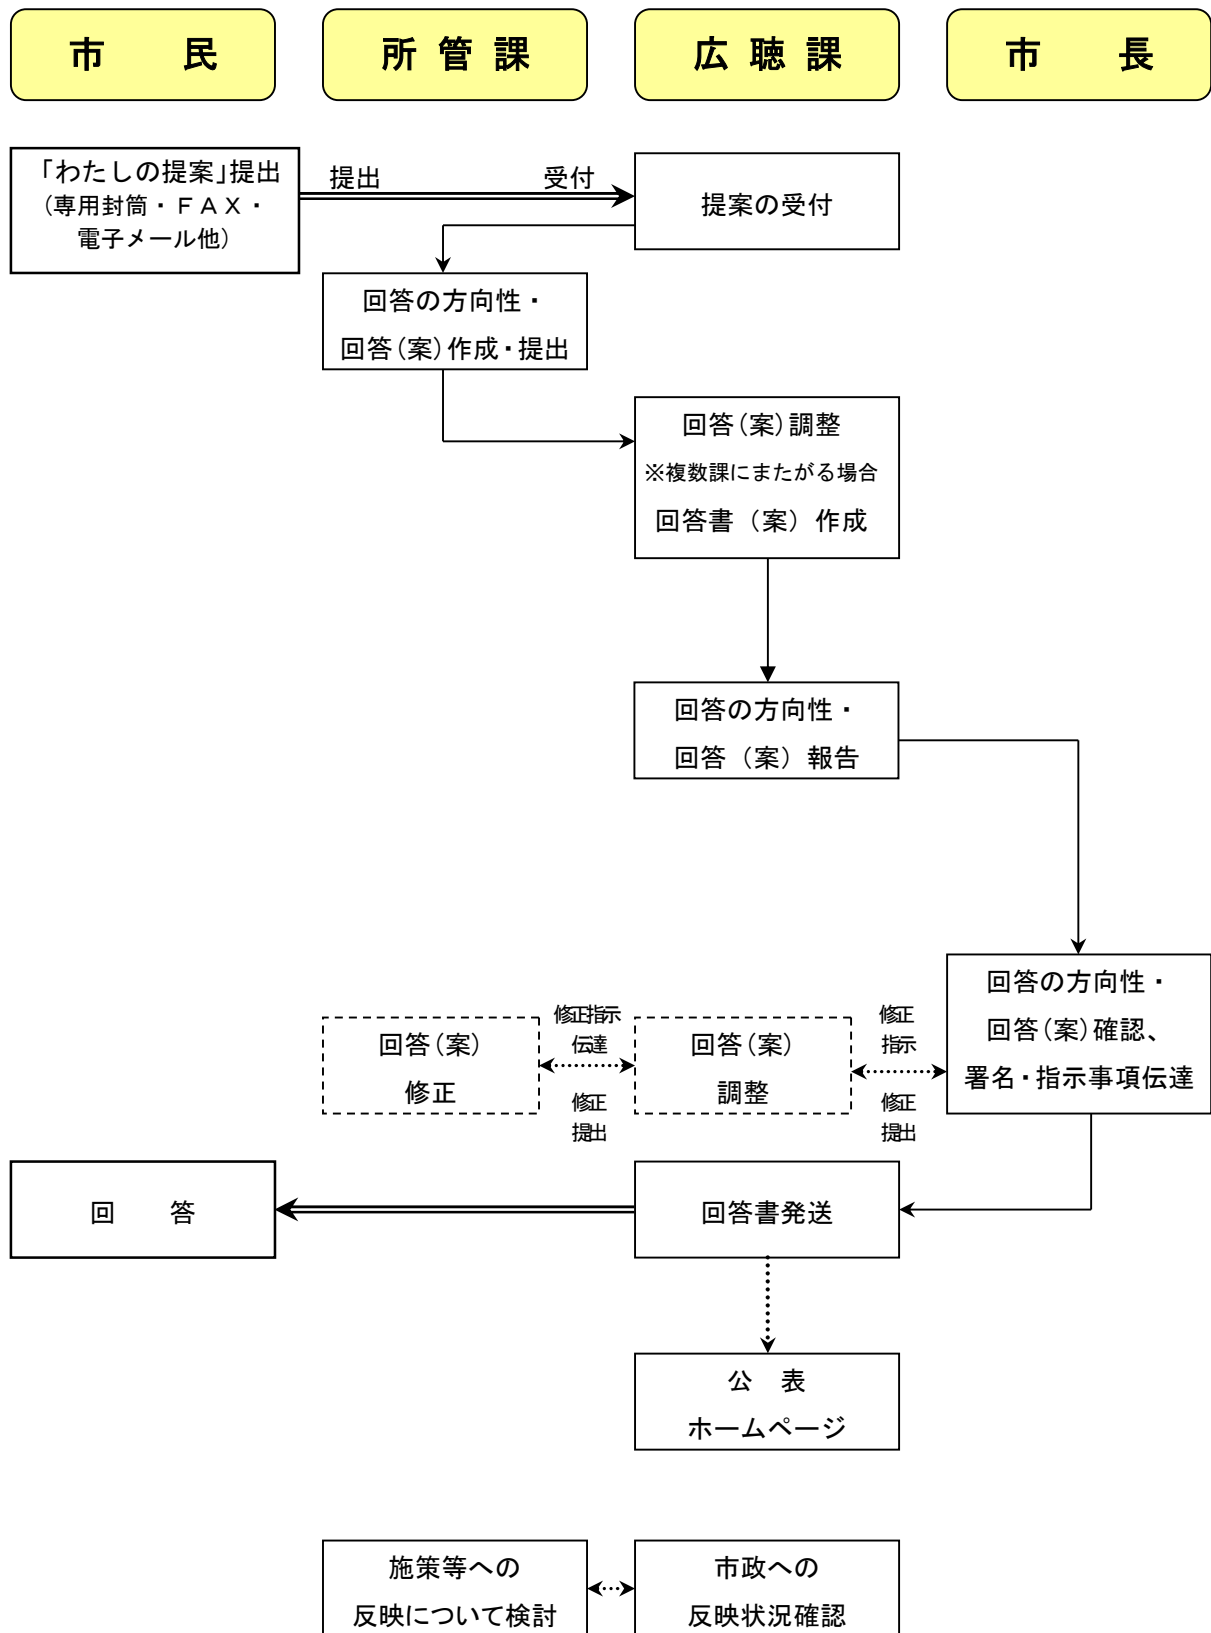 市　　民
所 管 課
広 聴 課
市　　長
「わたしの提案」提出
（専用封筒・ＦＡＸ・
電子メール他）
提出
受付
提案の受付
回答の方向性・
回答（案）作成・提出
回答（案）調整
※複数課にまたがる場合
回答書（案）作成
回答の方向性・
回答（案）報告
回答の方向性・
回答（案）確認、
署名・指示事項伝達
修正
指示
修正
提出
回答（案）
調整
修正指示
伝達
修正
提出
回答（案）
修正
回答書発送
回　　答
公　表
ホームページ
施策等への
反映について検討
市政への
反映状況確認